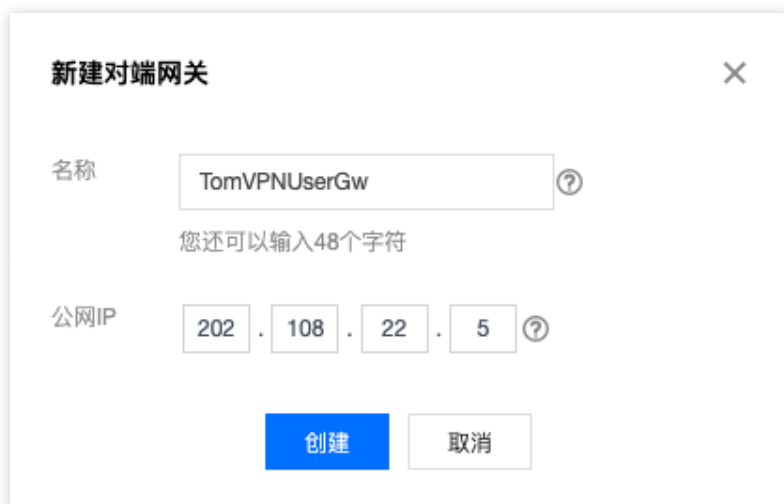 新建对端网关
名称 TomVPNUserGw
您还可以输入48个字符
公网IP 202 . 108 . 22 . 5
创建 取消